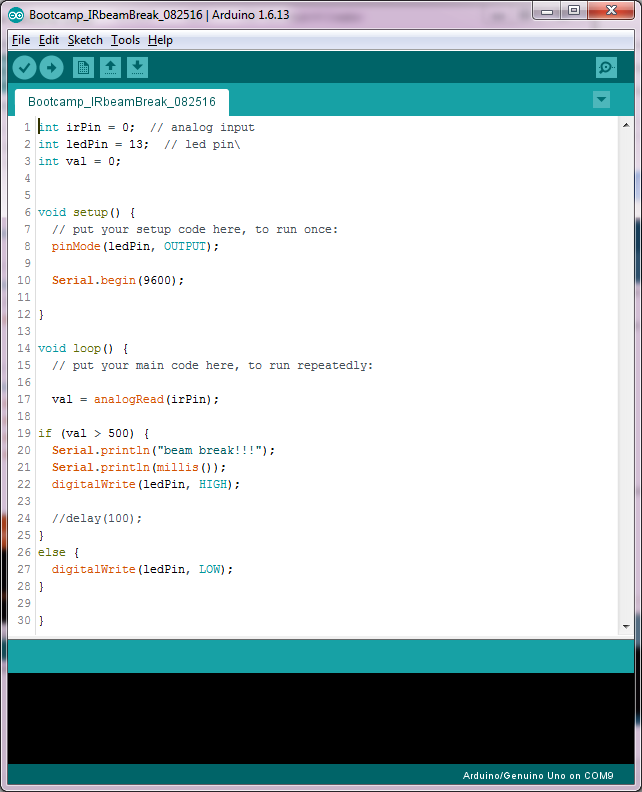 Bootcamp_IRbeamBreak_082516 | Arduino 1.6.13
File Edit Sketch Tools Help
Bootcamp_IRbeamBreak_082516
1 int irPin = 0;  // analog input
2 int ledPin = 13;  // led pin\
3 int val = 0;
4
5
6 void setup() {
7   // put your setup code here, to run once:
8   pinMode(ledPin, OUTPUT);
9
10   Serial.begin(9600);
11
12 }
13
14 void loop() {
15   // put your main code here, to run repeatedly:
16
17   val = analogRead(irPin);
18
19 if (val > 500) {
20   Serial.println("beam break!!!");
21   Serial.println(millis());
22   digitalWrite(ledPin, HIGH);
23
24   //delay(100);
25 }
26 else {
27   digitalWrite(ledPin, LOW);
28 }
29
30 }
Arduino/Genuino Uno on COM9